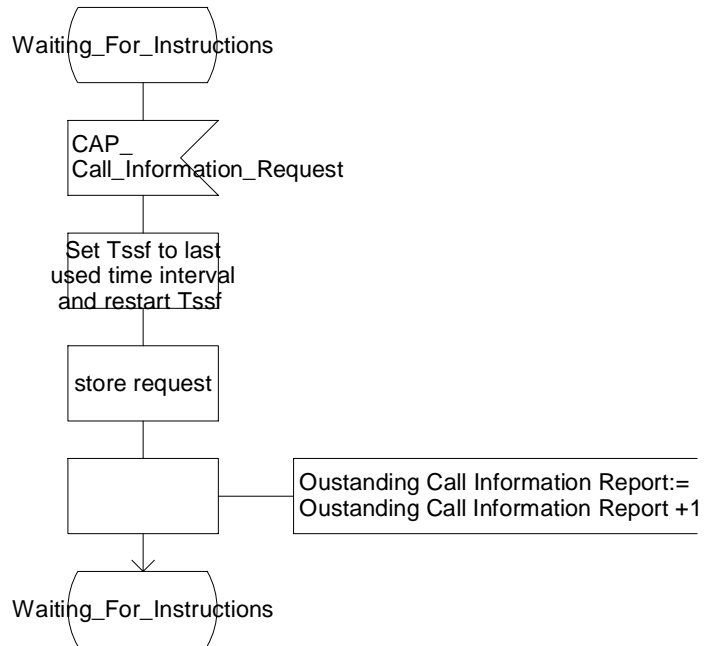 Waiting_For_Instructions
CAP_
Call_Information_Request
Set Tssf to last
used time interval
and restart Tssf
store request
Oustanding Call Information Report:=
Oustanding Call Information Report +1
Waiting_For_Instructions